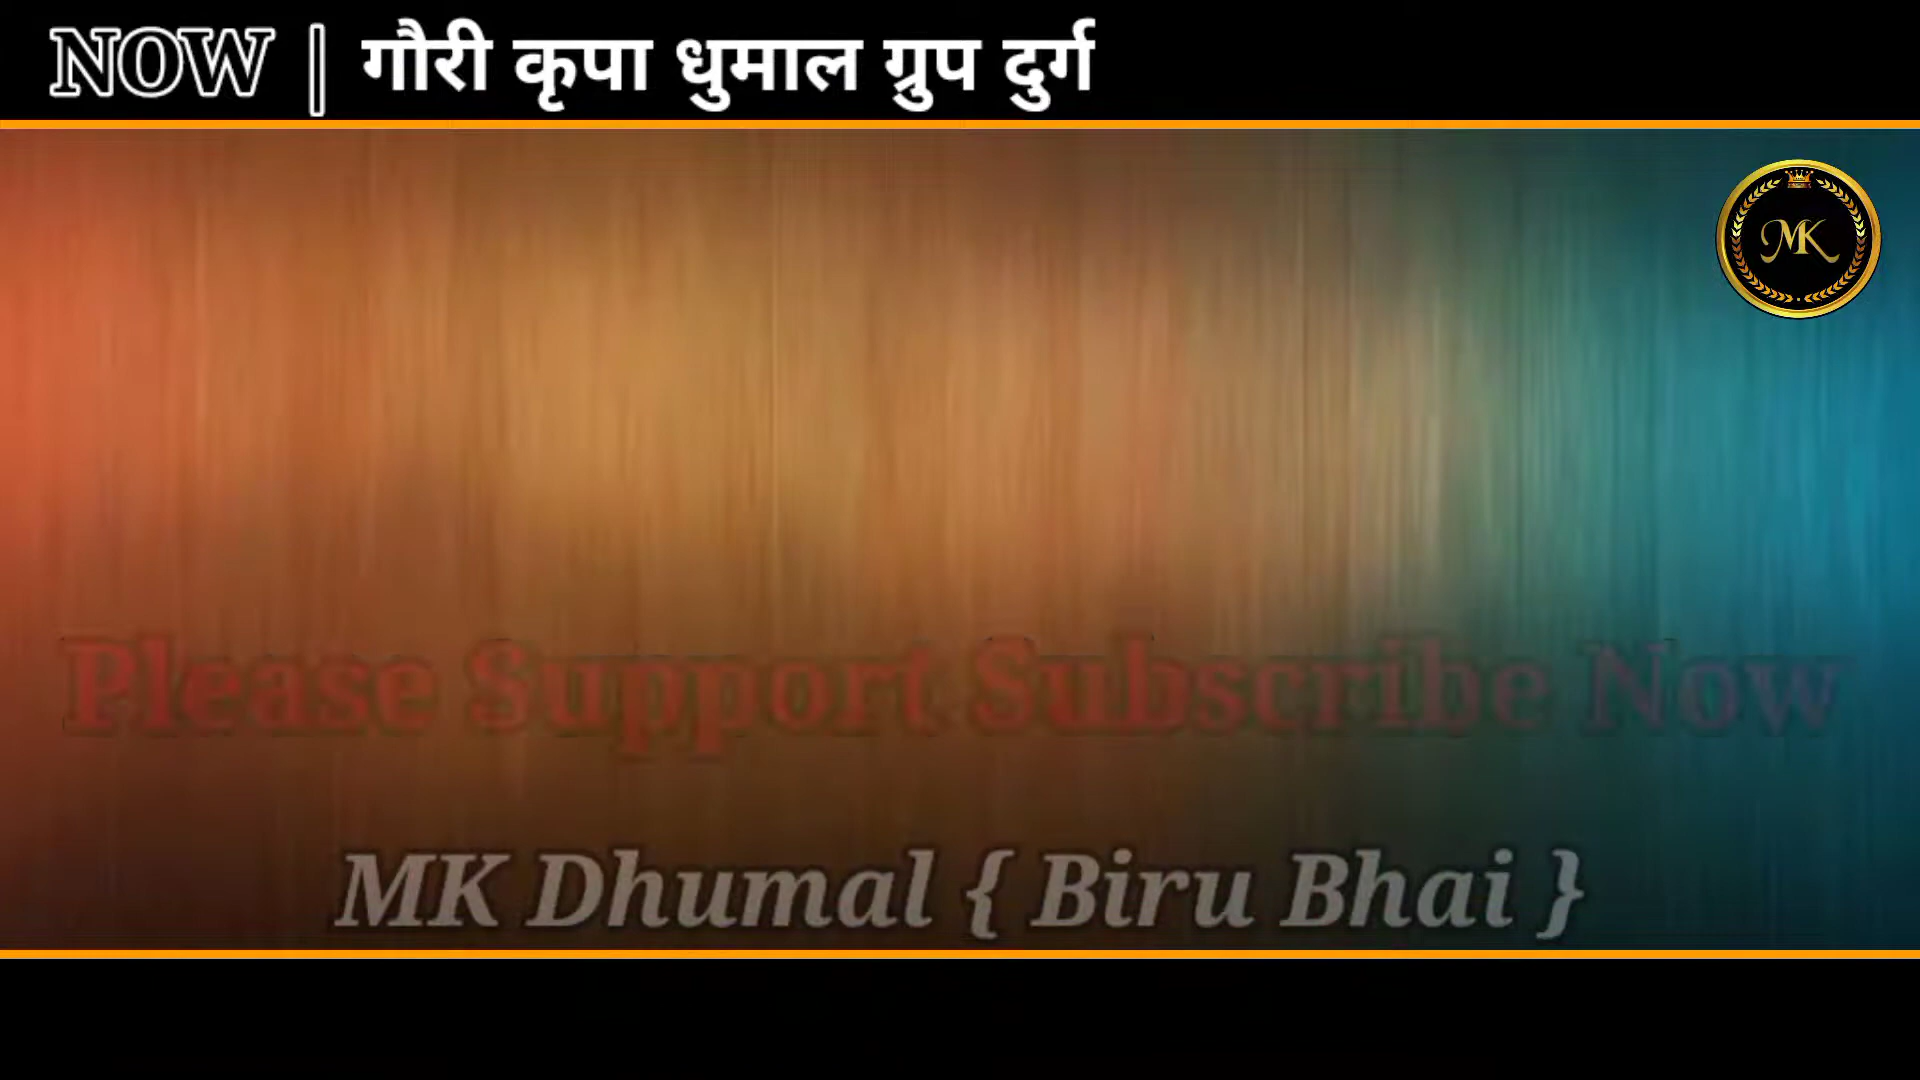 NOW | गौरी कृपा धुमाल ग्रुप दुर्ग
MK
Please Support Subscribe Now
MK Dhumal { Biru Bhai }